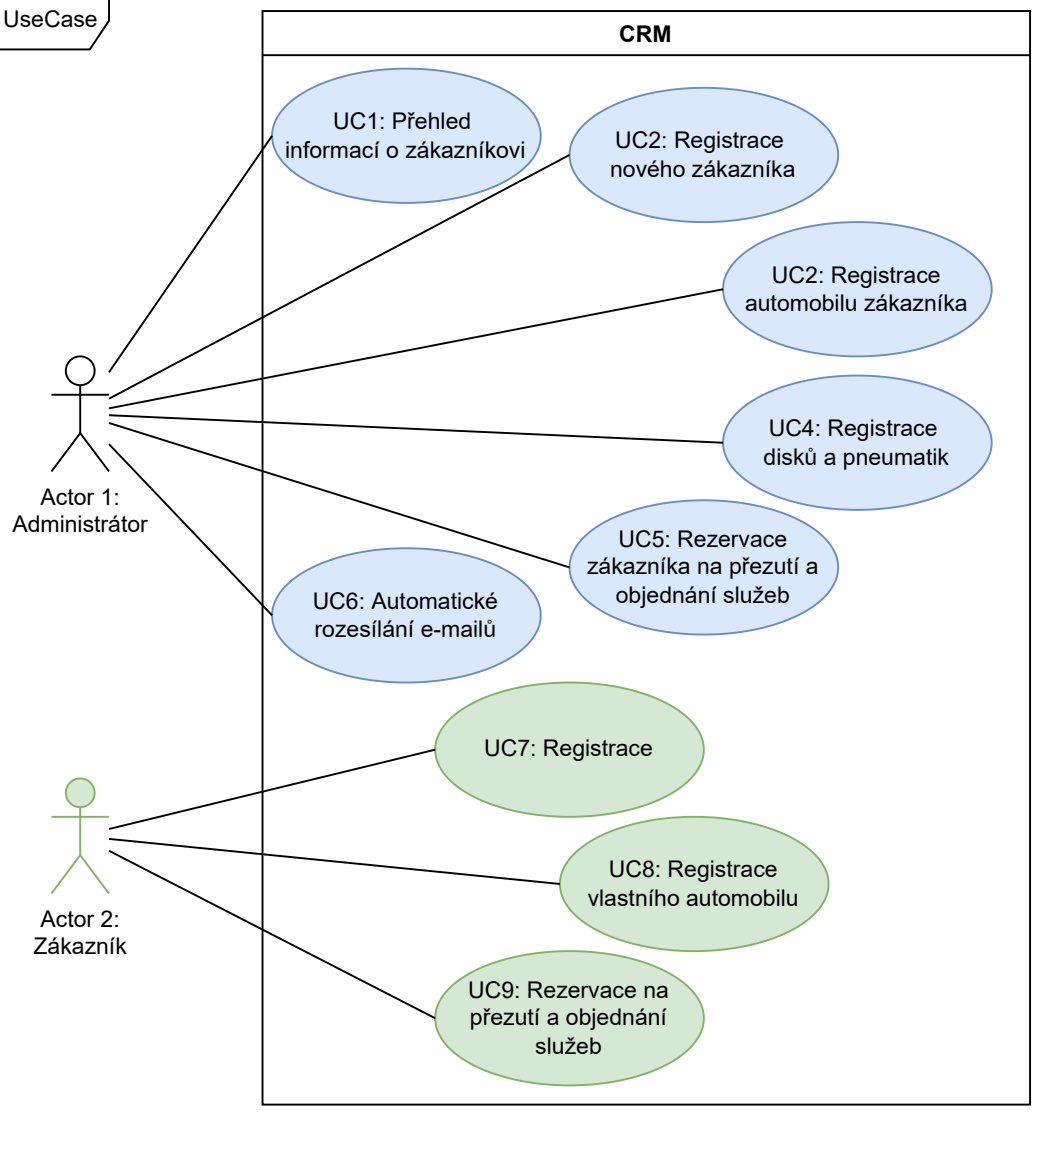 UseCase
CRM
UC1: Přehled
informací o zákazníkovi
UC2: Registrace
nového zákazníka
UC2: Registrace
automobilu zákazníka
UC4: Registrace
disků a pneumatik
Actor 1:
Administrátor
UC5: Rezervace
zákazníka na přezutí a
objednání služeb
UC6: Automatické
rozesílání e-mailů
UC7: Registrace
UC8: Registrace
vlastního automobilu
Actor 2:
Zákazník
UC9: Rezervace na
přezutí a objednání
služeb